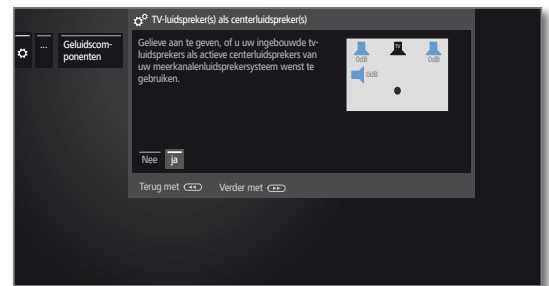 TV-luidspreker(s) als centerluidspreker(s)
...
Geluidscom-
ponenten
Gelieve aan te geven, of u uw ingebouwde tv-
luidsprekers als actieve centerluidsprekers van
uw meerkanalenluidsprekersysteem wenst te
gebruiken.
TV
0dB
0dB
0dB
Nee ja
Terug met Verder met